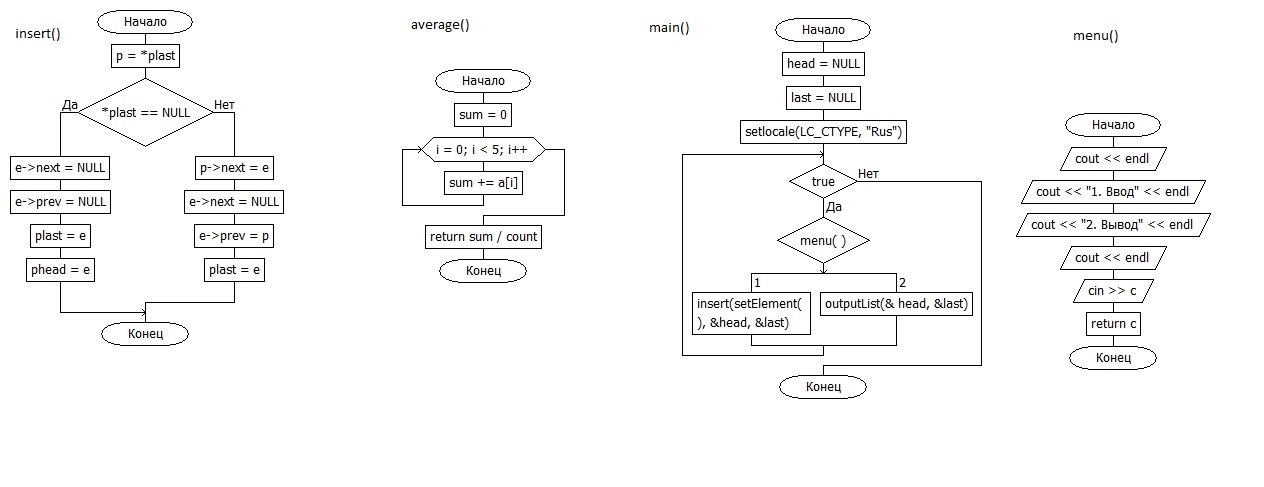 insert()
Начало
p = *plast
*plast == NULL
Да
Нет
e->next = NULL
e->prev = NULL
plast = e
phead = e
p->next = e
e->next = NULL
e->prev = p
plast = e
Конец
average()
Начало
sum = 0
i = 0; i < 5; i++
sum += a[i]
return sum / count
Конец
main()
Начало
head = NULL
last = NULL
setlocale(LC_CTYPE, "Rus")
true
Нет
Да
menu( )
1
2
insert(setElement(
), &head, &last)
outputList(& head, &last)
Конец
menu()
Начало
cout << endl
cout << "1. Ввод" << endl
cout << "2. Вывод" << endl
cout << endl
cin >> c
return c
Конец